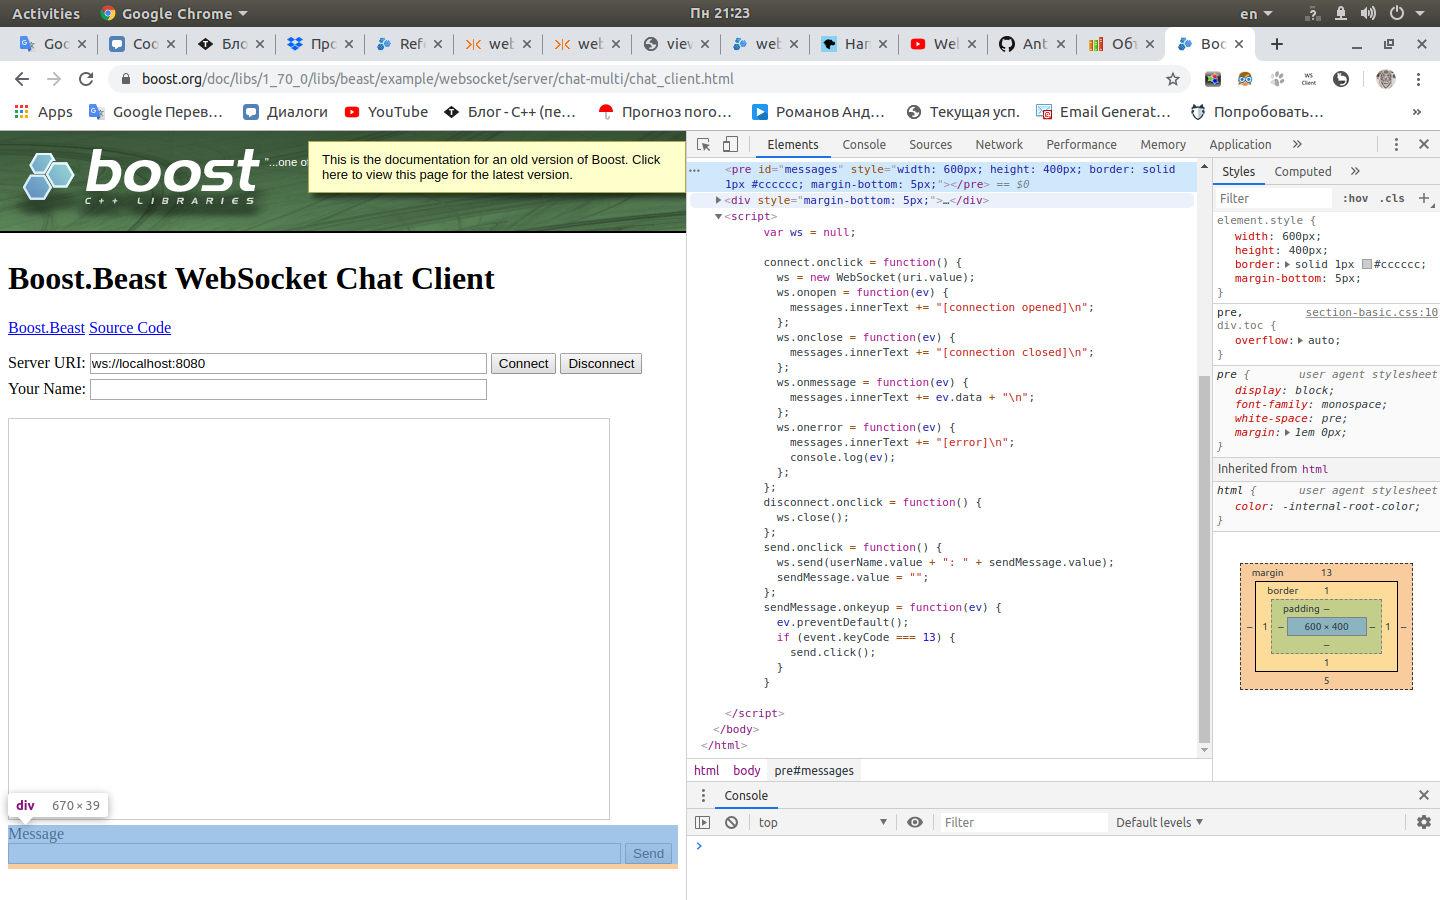 Activities
Google Chrome
Пн 21:23
en
Goo
Coo
Бло
Про
Ref
web
web
view
web
Han
Wel
Ant
Объ
Boo
boost.org/doc/libs/1_70_0/libs/beast/example/websocket/server/chat-multi/chat_client.html
WS
Client
Apps
Google Перев...
Диалоги
YouTube
Блог - C++ (пе...
Прогноз пого...
Романов Анд...
Текущая усп.
Email Generat...
Попробовать...
»
boost
C++ LIBRARIES
"...one of
This is the documentation for an old version of Boost. Click
here to view this page for the latest version.
Boost.Beast WebSocket Chat Client
Boost.Beast Source Code
Server URI: ws://localhost:8080 Connect Disconnect
Your Name:
div 670 × 39
Message
Send
Elements Console Sources Network Performance Memory Application »
<pre id="messages" style="width: 600px; height: 400px; border: solid
1px #cccccc; margin-bottom: 5px;"></pre> == $0
<div style="margin-bottom: 5px;">…</div>
<script>
var ws = null;
connect.onclick = function() {
ws = new WebSocket(uri.value);
ws.onopen = function(ev) {
messages.innerText += "[connection opened]\n";
};
ws.onclose = function(ev) {
messages.innerText += "[connection closed]\n";
};
ws.onmessage = function(ev) {
messages.innerText += ev.data + "\n";
};
ws.onerror = function(ev) {
messages.innerText += "[error]\n";
console.log(ev);
};
};
disconnect.onclick = function() {
ws.close();
};
send.onclick = function() {
ws.send(userName.value + ": " + sendMessage.value);
sendMessage.value = "";
};
sendMessage.onkeyup = function(ev) {
ev.preventDefault();
if (event.keyCode === 13) {
send.click();
}
}
</script>
</body>
</html>
html body pre#messages
Styles Computed »
Filter :hov .cls +
element.style {
width: 600px;
height: 400px;
border: solid 1px #cccccc;
margin-bottom: 5px;
}
pre, section-basic.css:10
div.toc {
overflow: auto;
}
pre { user agent stylesheet
display: block;
font-family: monospace;
white-space: pre;
margin: 1em 0px;
}
Inherited from html
html { user agent stylesheet
color: -internal-root-color;
}
margin 13
border 1
padding –
– 1 – 600 × 400 – 1 –
–
1
5
Console
top
Filter
Default levels